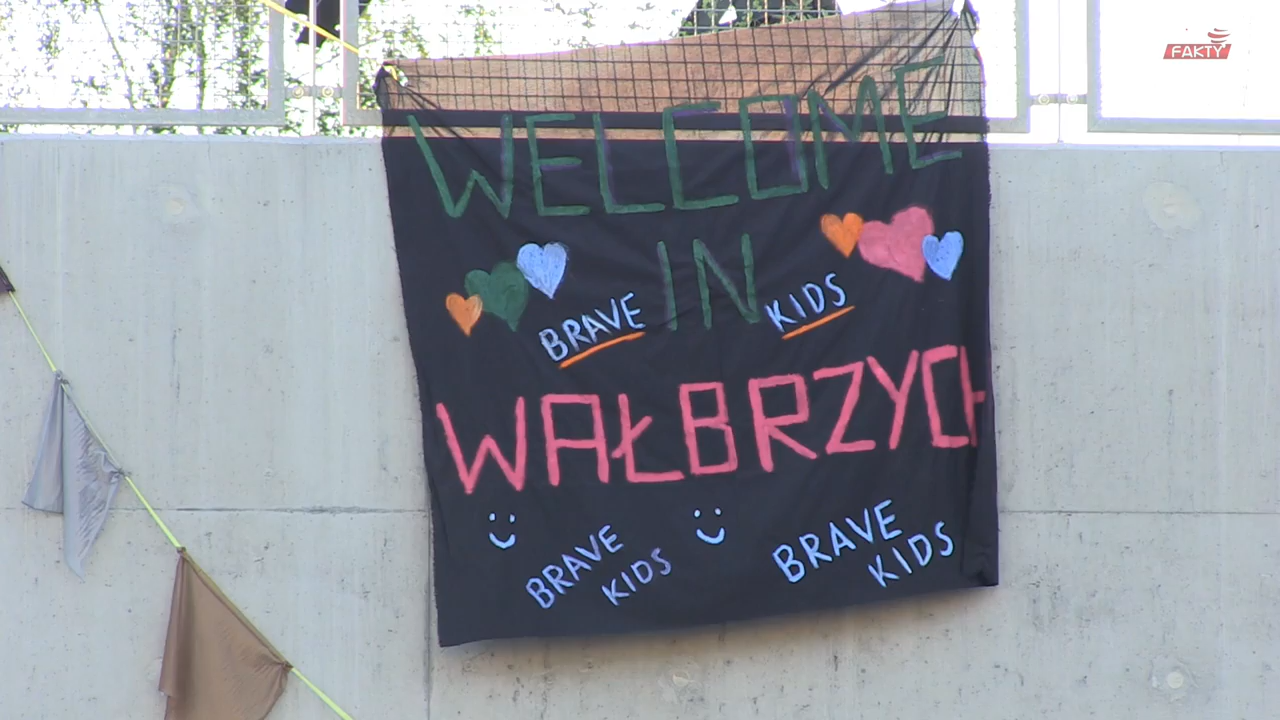 FAKTY
WELCOME
IN
BRAVE KIDS
WAŁBRZYCH
BRAVE
KIDS
BRAVE
KIDS